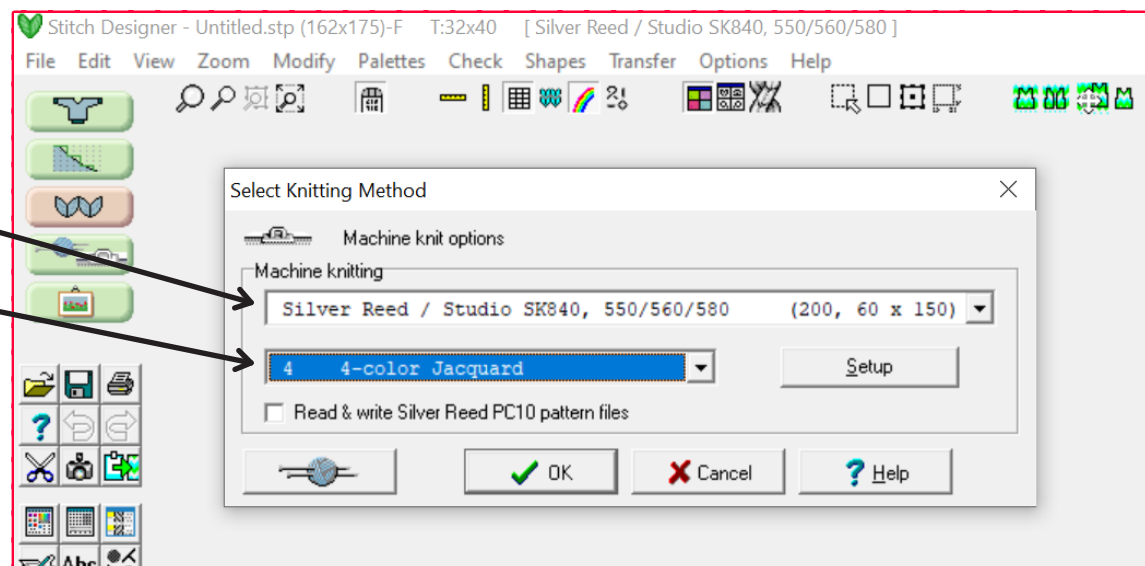 Stitch Designer - Untitled.stp (162x175)-F T:32x40 [ Silver Reed / Studio SK840, 550/560/580 ]
File Edit View Zoom Modify Palettes Check Shapes Transfer Options Help
Select Knitting Method
Machine knit options
Machine knitting
Silver Reed / Studio SK840, 550/560/580 (200, 60 x 150)
4 4-color Jacquard
Setup
Read & write Silver Reed PC10 pattern files
OK Cancel ? Help
?
Abc